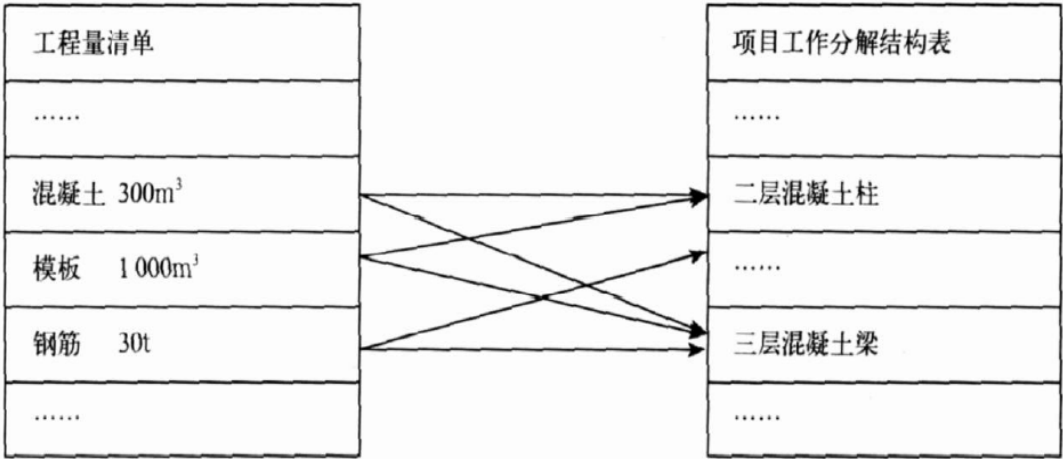 工程量清单
……
混凝土 300m³
模板 1 000m³
钢筋 30t
……
项目工作分解结构表
……
二层混凝土柱
……
三层混凝土梁
……